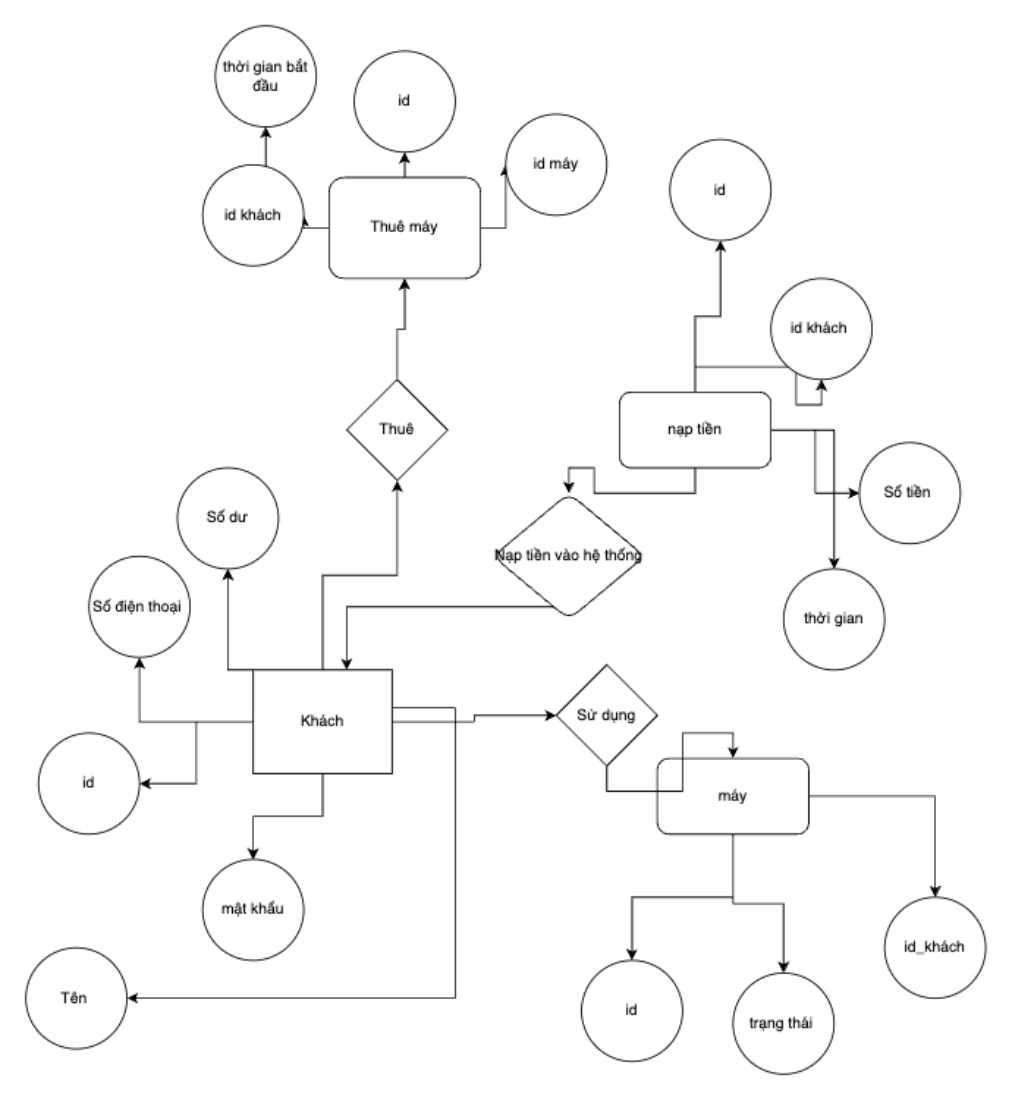 thời gian bắt
đầu
id
id máy
id
id khách
Thuê máy
id khách
Thuê
nạp tiền
Số dư
Số tiền
Nạp tiền vào hệ thống
Số điện thoại
thời gian
Khách
Sử dụng
id
máy
mật khẩu
id_khách
Tên
id
trạng thái